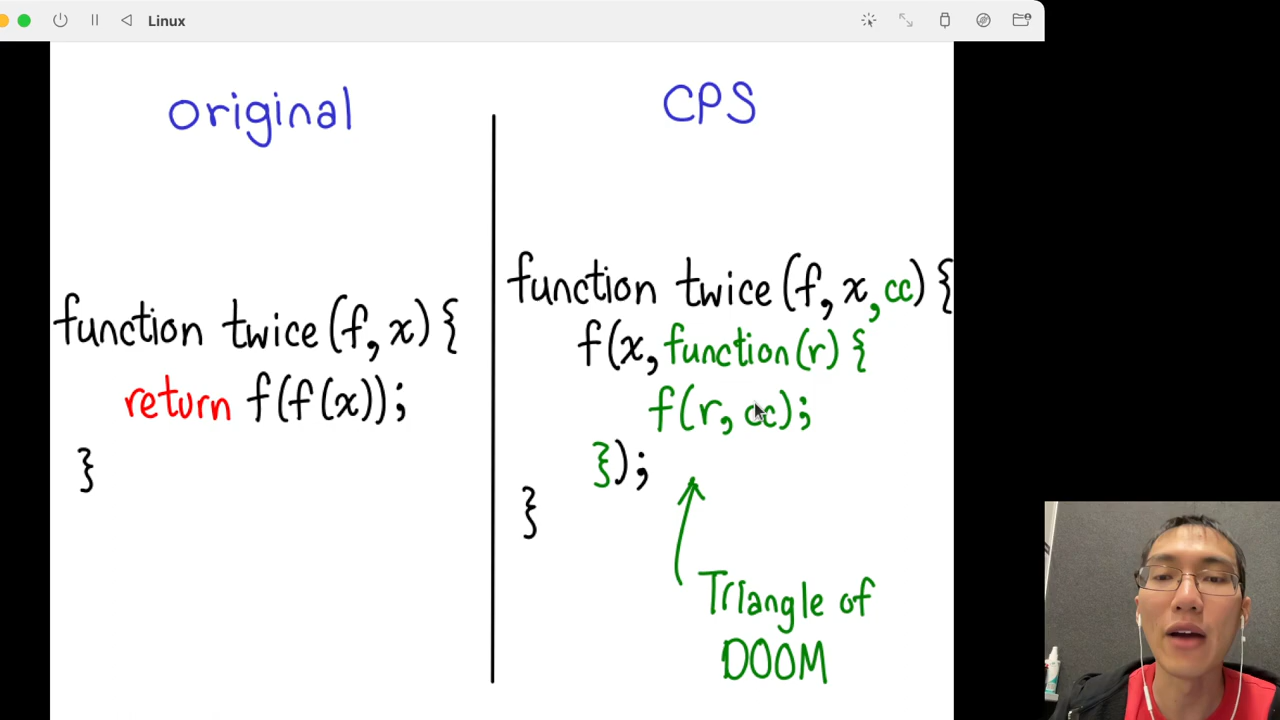 Linux
original
function twice (f, x) {
return f(f(x));
}
CPS
function twice (f, x, cc) {
f(x, function(r) {
f(r, cc);
});
}
Triangle of
DOOM